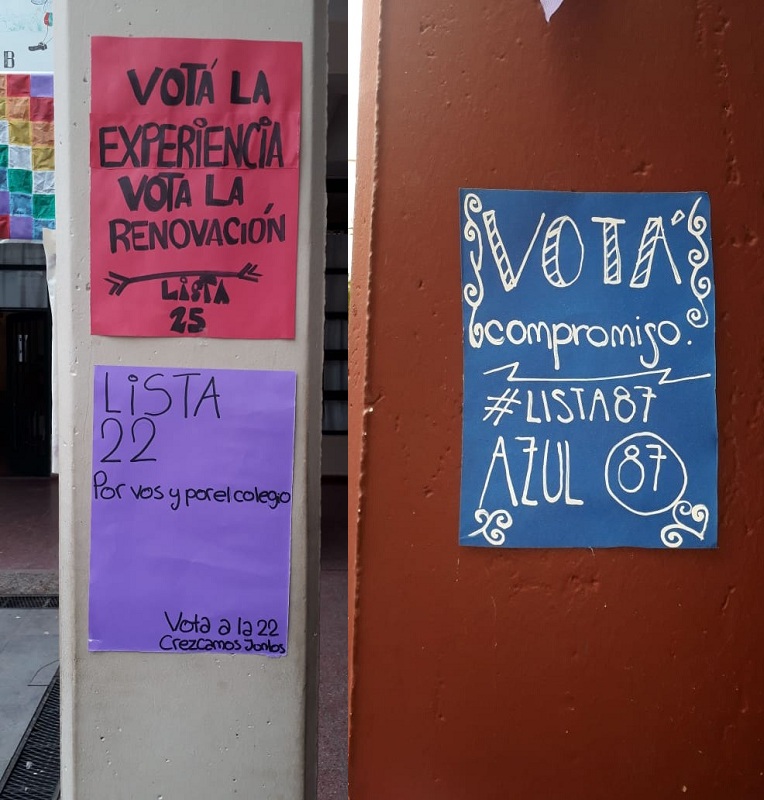 B
VOTÁ LA
EXPERIENCIA
VOTA LA
RENOVACIÓN
LISTA
25
LISTA
22
Por vos y por el colegio
Vota a la 22
Crezcamos Juntos
VOTÁ
compromiso.
#LISTA87
AZUL 87